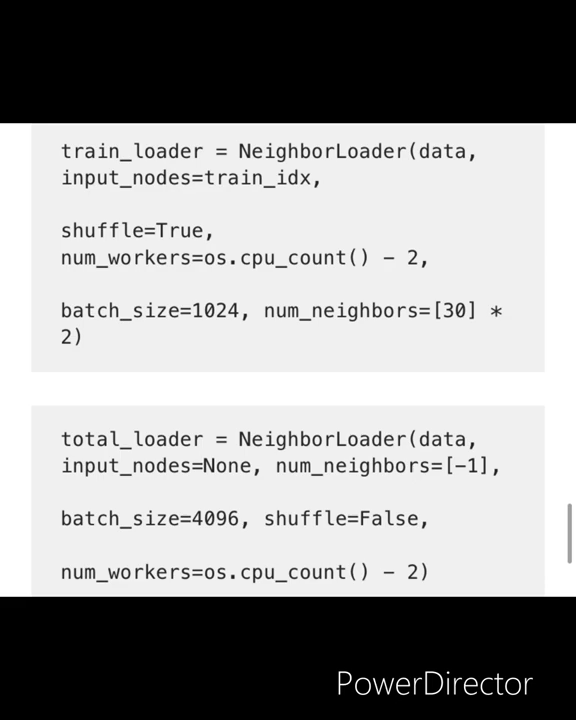 train_loader = NeighborLoader(data,
input_nodes=train_idx,
shuffle=True,
num_workers=os.cpu_count() - 2,
batch_size=1024, num_neighbors=[30] *
2)
total_loader = NeighborLoader(data,
input_nodes=None, num_neighbors=[-1],
batch_size=4096, shuffle=False,
num_workers=os.cpu_count() - 2)
PowerDirector